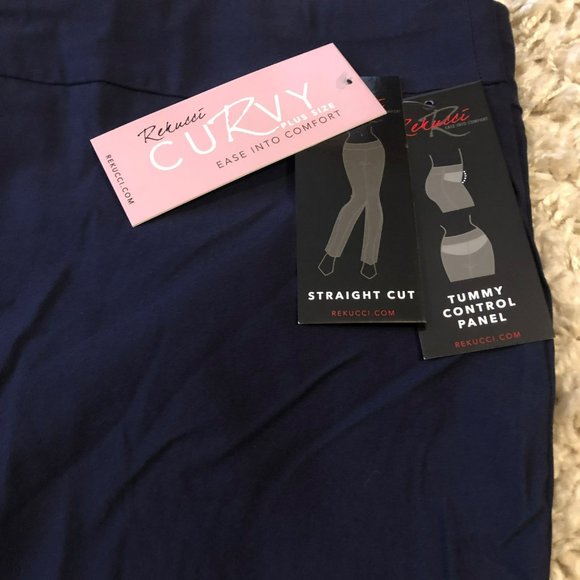 Rekucci
CURVY
PLUS SIZE
EASE INTO COMFORT
REKUCCI.COM
STRAIGHT CUT
REKUCCI.COM
Rekucci
EASE INTO COMFORT
TUMMY
CONTROL
PANEL
REKUCCI.COM